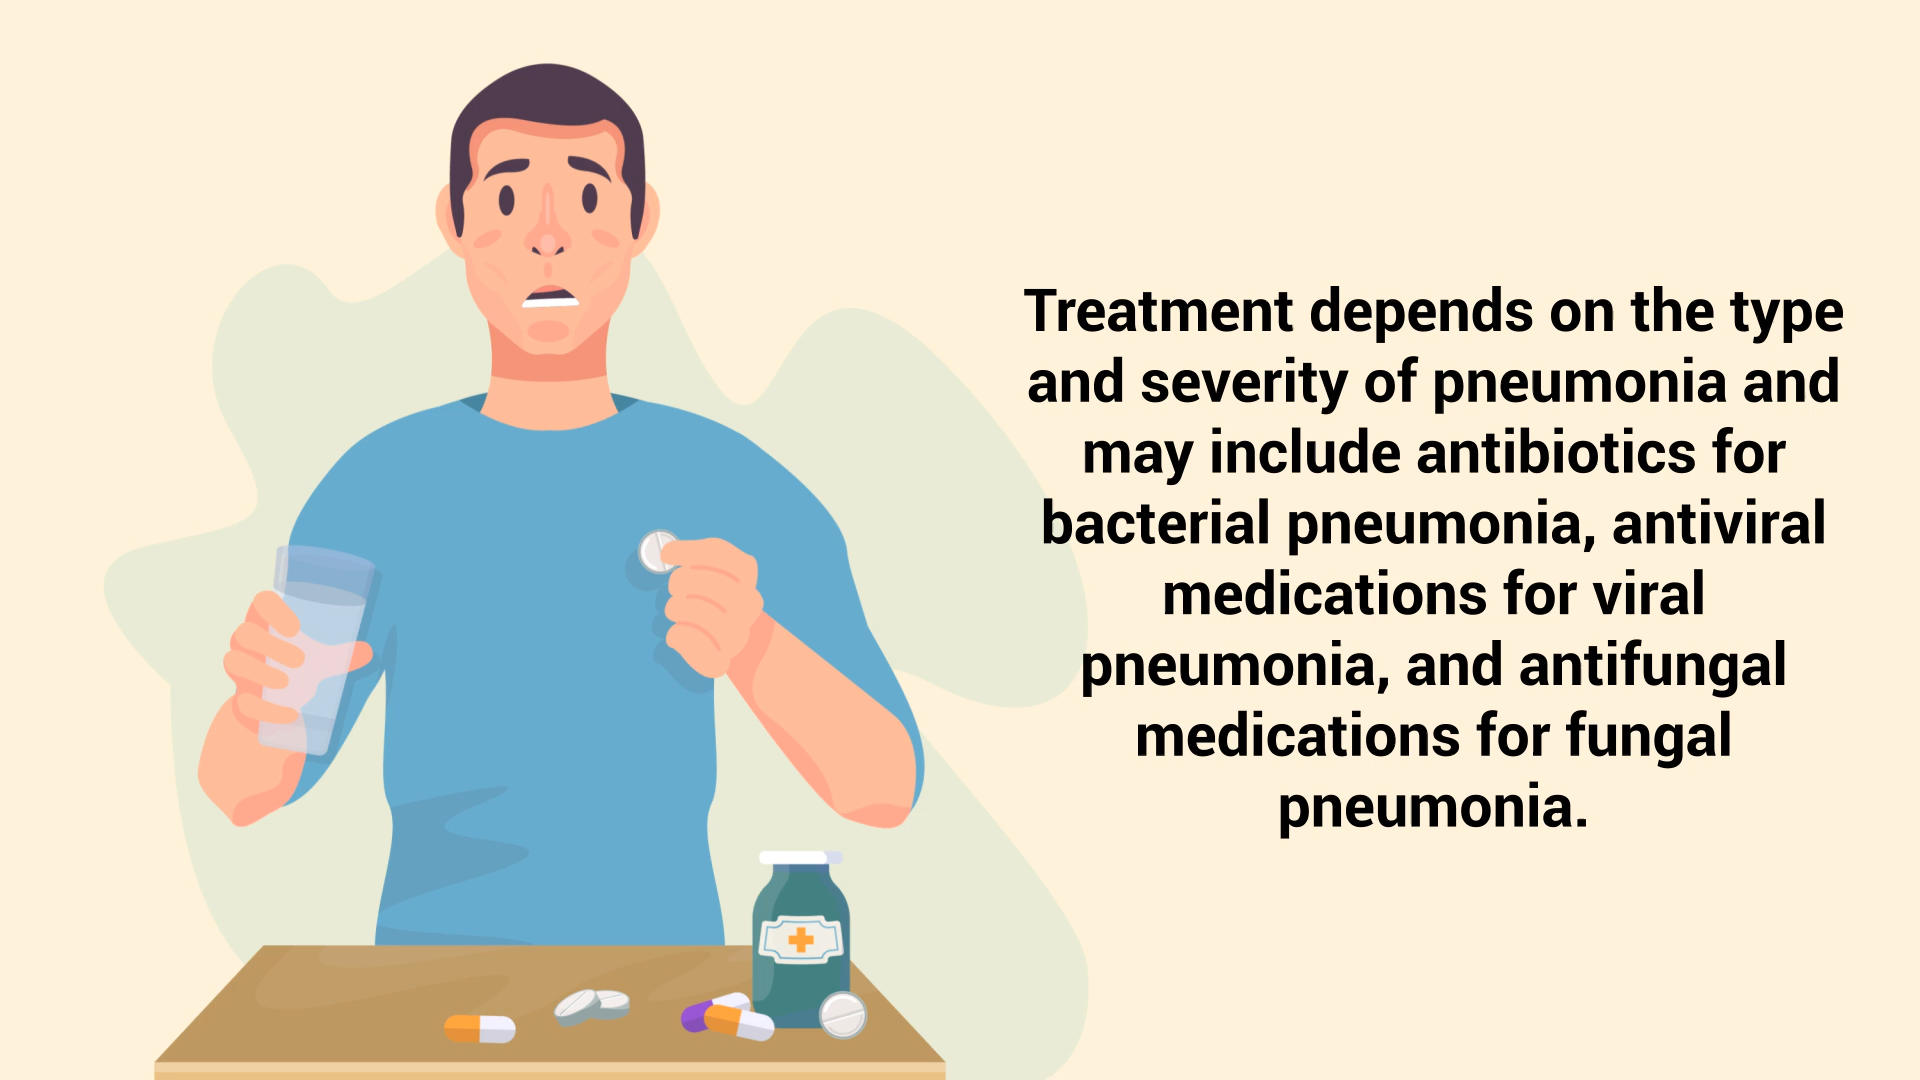 Treatment depends on the type
and severity of pneumonia and
may include antibiotics for
bacterial pneumonia, antiviral
medications for viral
pneumonia, and antifungal
medications for fungal
pneumonia.